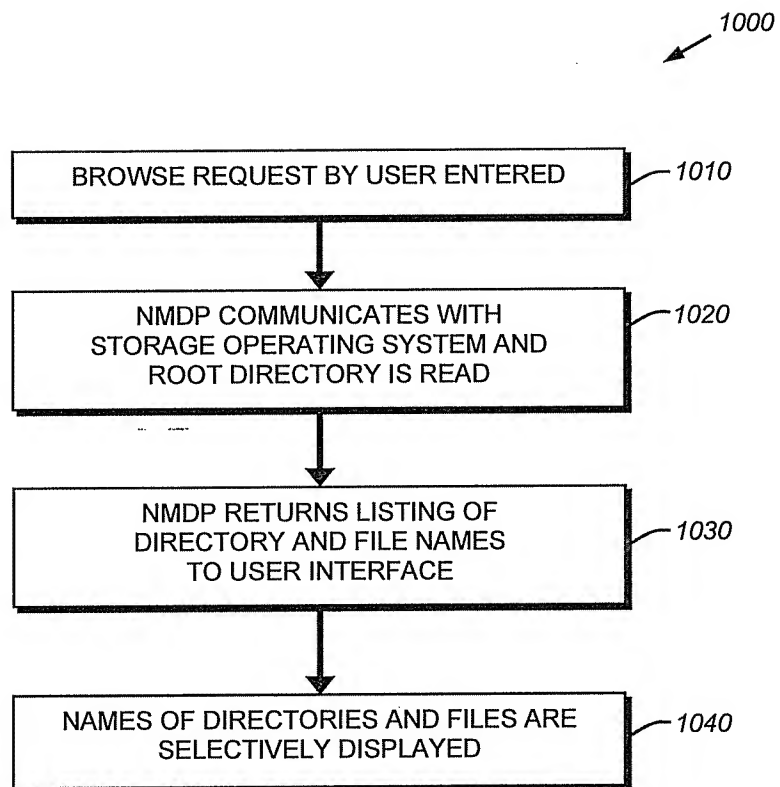 1000
BROWSE REQUEST BY USER ENTERED
1010
NMDP COMMUNICATES WITH
STORAGE OPERATING SYSTEM AND
ROOT DIRECTORY IS READ
1020
NMDP RETURNS LISTING OF
DIRECTORY AND FILE NAMES
TO USER INTERFACE
1030
NAMES OF DIRECTORIES AND FILES ARE
SELECTIVELY DISPLAYED
1040